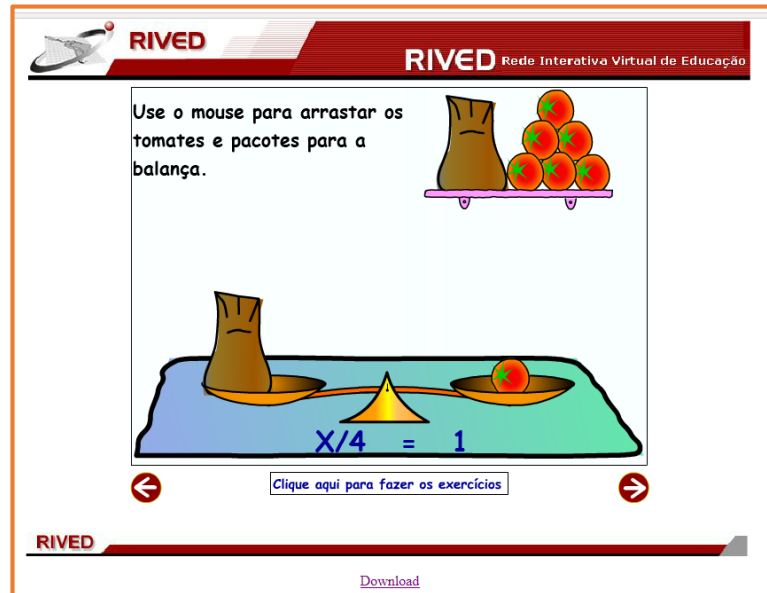 RIVED
RIVED Rede Interativa Virtual de Educação
Use o mouse para arrastar os
tomates e pacotes para a
balança.
X/4 = 1
Clique aqui para fazer os exercícios
RIVED
Download